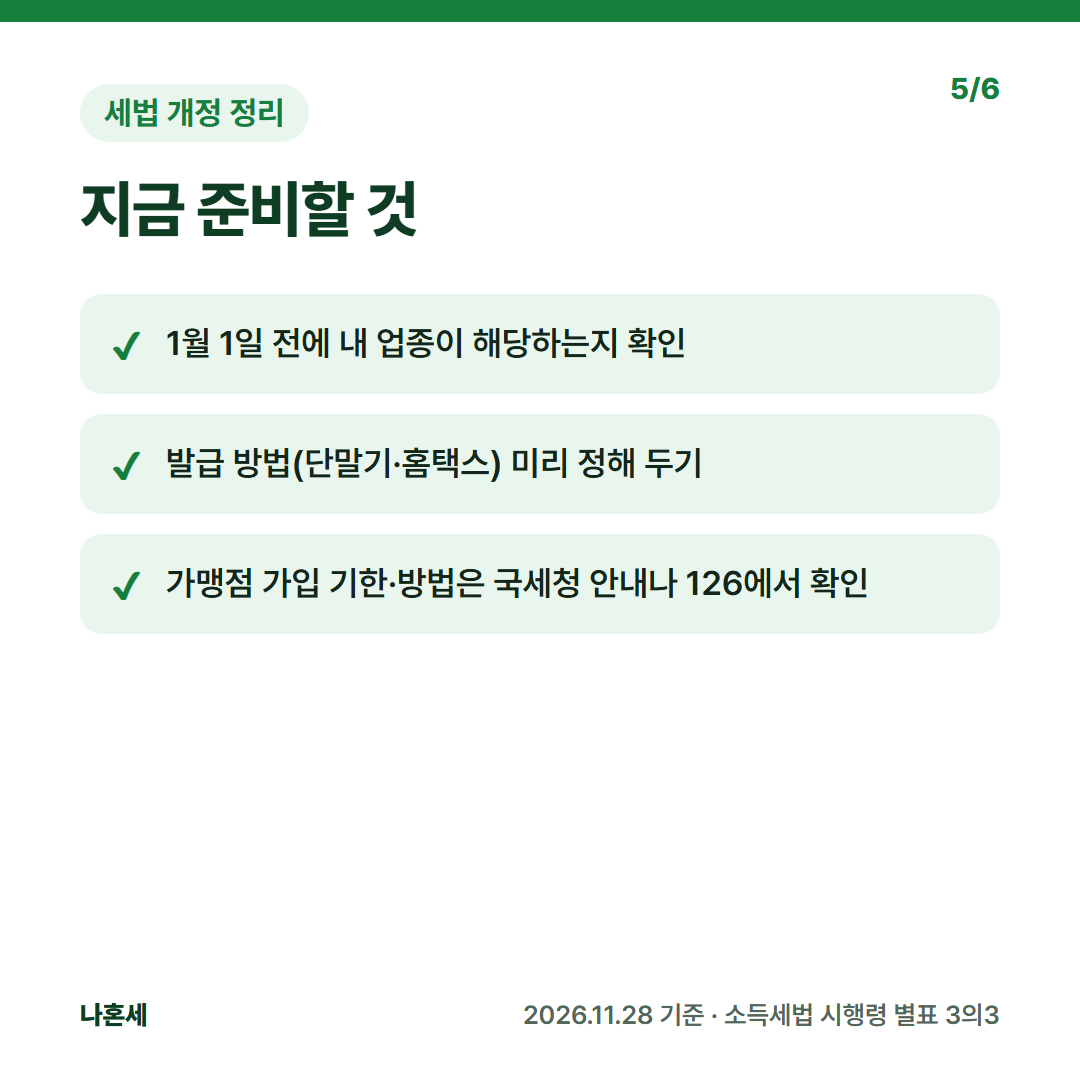 세법 개정 정리
5/6
지금 준비할 것
✓ 1월 1일 전에 내 업종이 해당하는지 확인
✓ 발급 방법(단말기·홈택스) 미리 정해 두기
✓ 가맹점 가입 기한·방법은 국세청 안내나 126에서 확인
나혼세
2026.11.28 기준 · 소득세법 시행령 별표 3의3